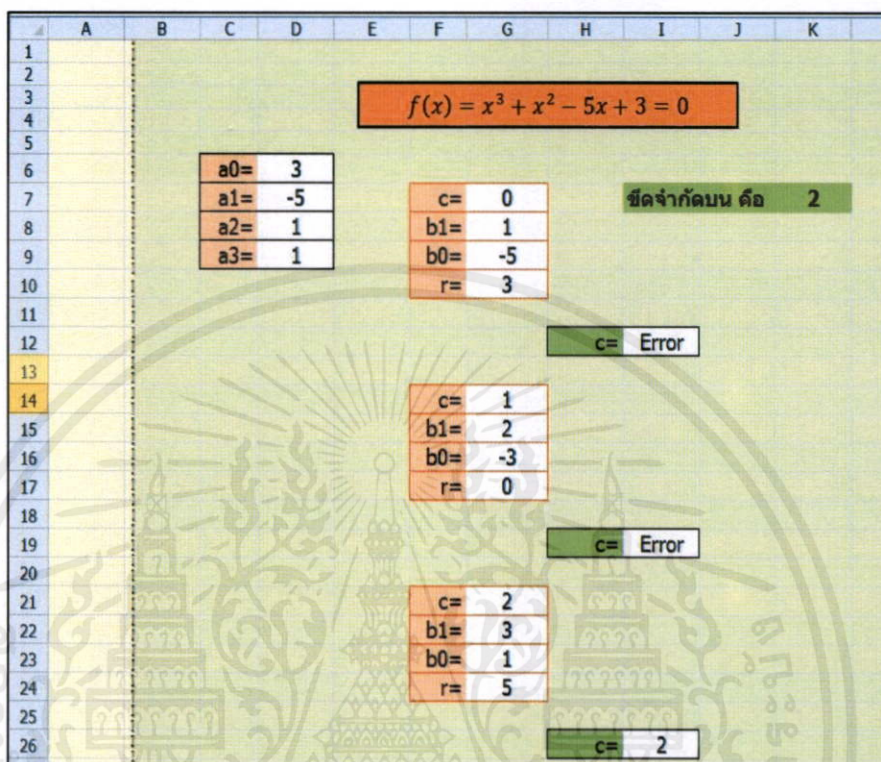 A B C D E F G H I J K
1
2
3 f(x) = x³ + x² − 5x + 3 = 0
4
5
6 a0= 3
7 a1= -5 c= 0 ขีดจำกัดบน คือ 2
8 a2= 1 b1= 1
9 a3= 1 b0= -5
10 r= 3
11
12 c= Error
13
14 c= 1
15 b1= 2
16 b0= -3
17 r= 0
18
19 c= Error
20
21 c= 2
22 b1= 3
23 b0= 1
24 r= 5
25
26 c= 2